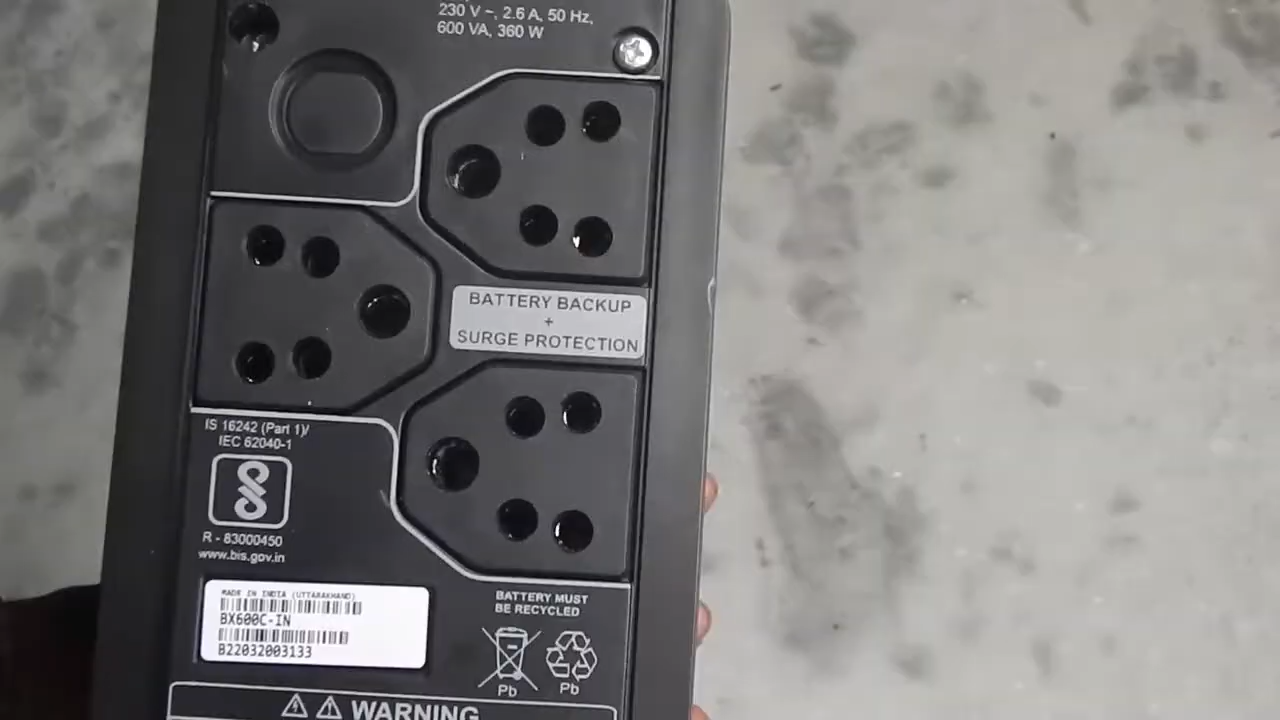 230 V ~, 2.6 A, 50 Hz,
600 VA, 360 W
BATTERY BACKUP
+
SURGE PROTECTION
IS 16242 (Part 1)/
IEC 62040-1
R - 83000450
www.bis.gov.in
MADE IN INDIA (UTTARAKHAND)
BX600C-IN
B22032003133
BATTERY MUST
BE RECYCLED
Pb
Pb
WARNING